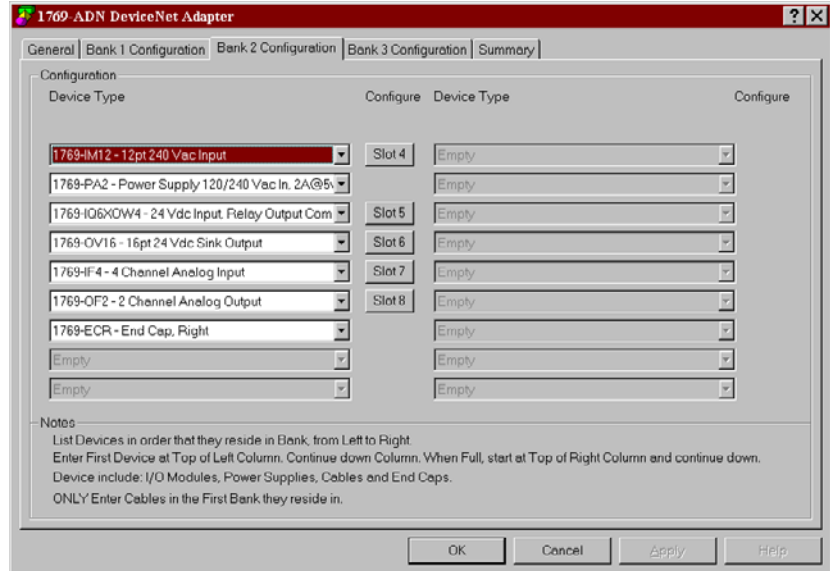 1769-ADN DeviceNet Adapter
General Bank 1 Configuration Bank 2 Configuration Bank 3 Configuration Summary
Configuration
Device Type Configure Device Type Configure
1769-IM12 - 12pt 240 Vac Input Slot 4 Empty
1769-PA2 - Power Supply 120/240 Vac In. 2A@5V Empty
1769-IQ6XOW4 - 24 Vdc Input. Relay Output Com Slot 5 Empty
1769-OV16 - 16pt 24 Vdc Sink Output Slot 6 Empty
1769-IF4 - 4 Channel Analog Input Slot 7 Empty
1769-OF2 - 2 Channel Analog Output Slot 8 Empty
1769-ECR - End Cap, Right Empty
Empty Empty
Empty Empty
Notes
List Devices in order that they reside in Bank, from Left to Right.
Enter First Device at Top of Left Column. Continue down Column. When Full, start at Top of Right Column and continue down.
Device include: I/O Modules, Power Supplies, Cables and End Caps.
ONLY Enter Cables in the First Bank they reside in.
OK Cancel Apply Help